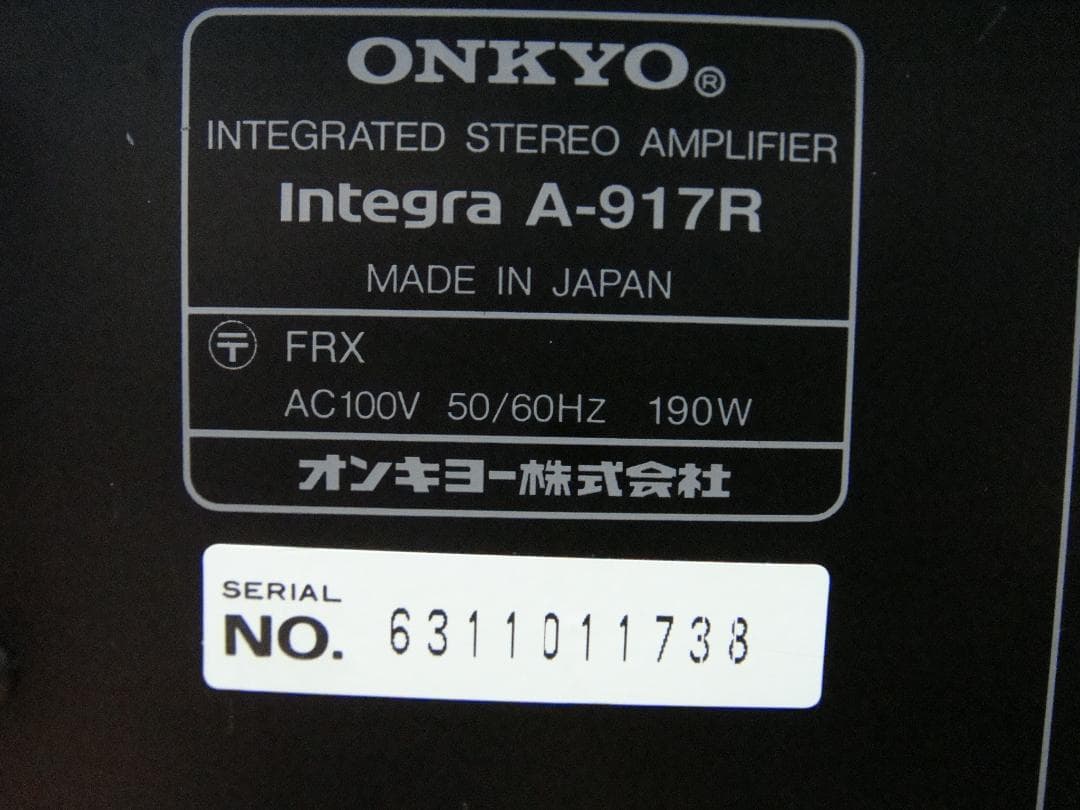 ONKYO®
INTEGRATED STEREO AMPLIFIER
Integra A-917R
MADE IN JAPAN
〶 FRX
AC100V 50/60Hz 190W
オンキヨー株式会社
SERIAL
NO. 6311011738